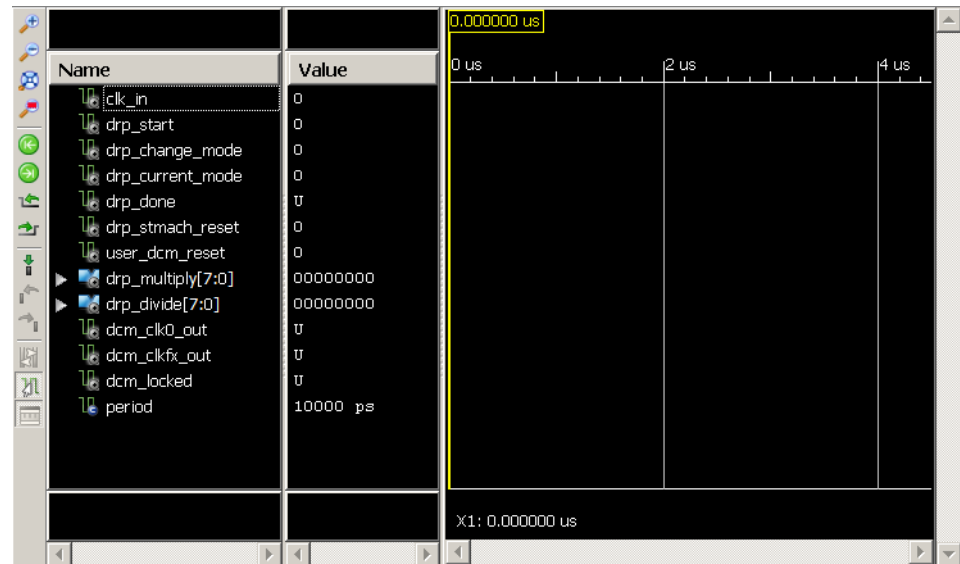 0.000000 us
Name Value
0 us 2 us 4 us
clk_in 0
drp_start 0
drp_change_mode 0
drp_current_mode 0
drp_done U
drp_stmach_reset 0
user_dcm_reset 0
drp_multiply[7:0] 00000000
drp_divide[7:0] 00000000
dcm_clk0_out U
dcm_clkfx_out U
dcm_locked U
period 10000 ps
X1: 0.000000 us